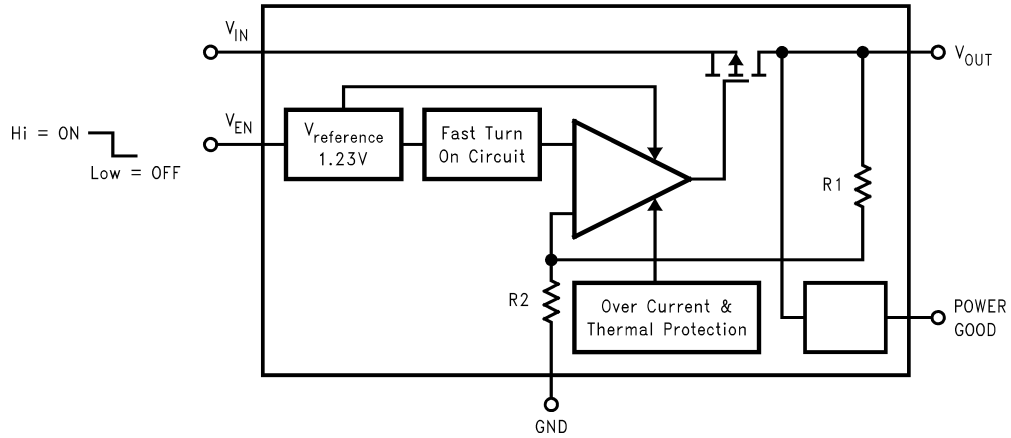 VIN
VOUT
VEN
Hi = ON
Low = OFF
Vreference
1.23V
Fast Turn
On Circuit
R1
R2
Over Current &
Thermal Protection
POWER
GOOD
GND